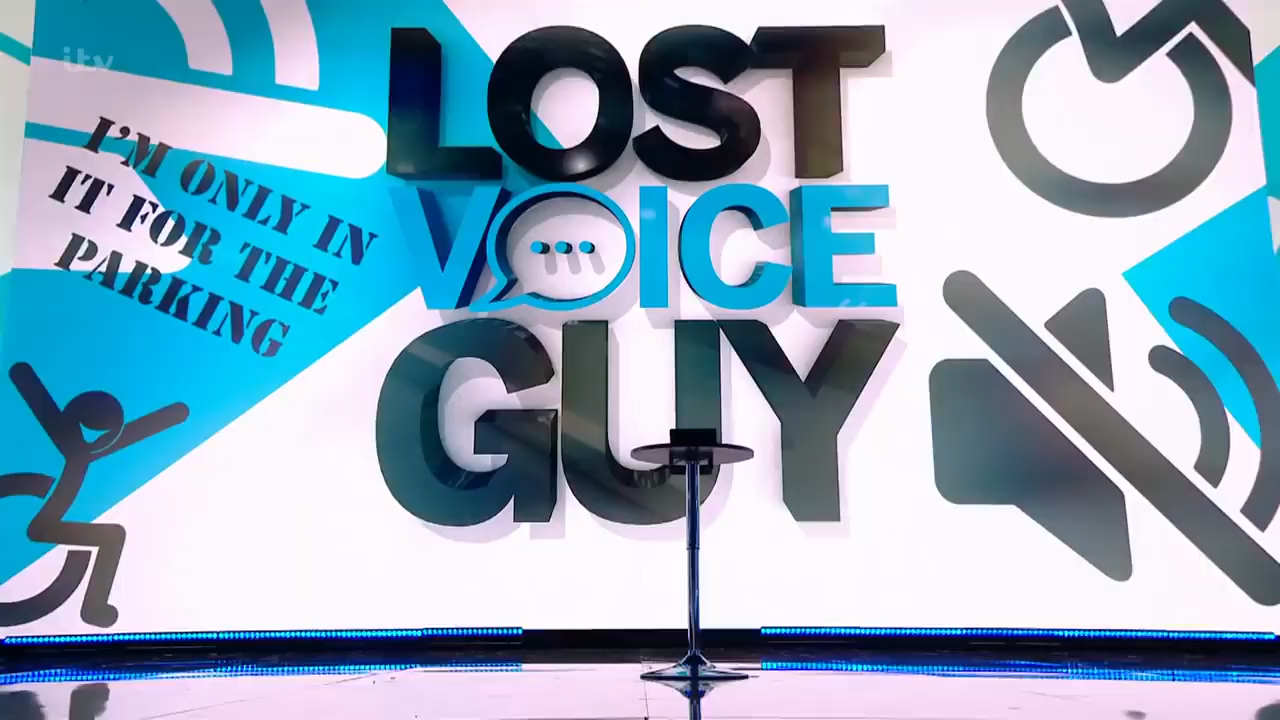 itv
LOST
VOICE
GUY
I'M ONLY IN
IT FOR THE
PARKING